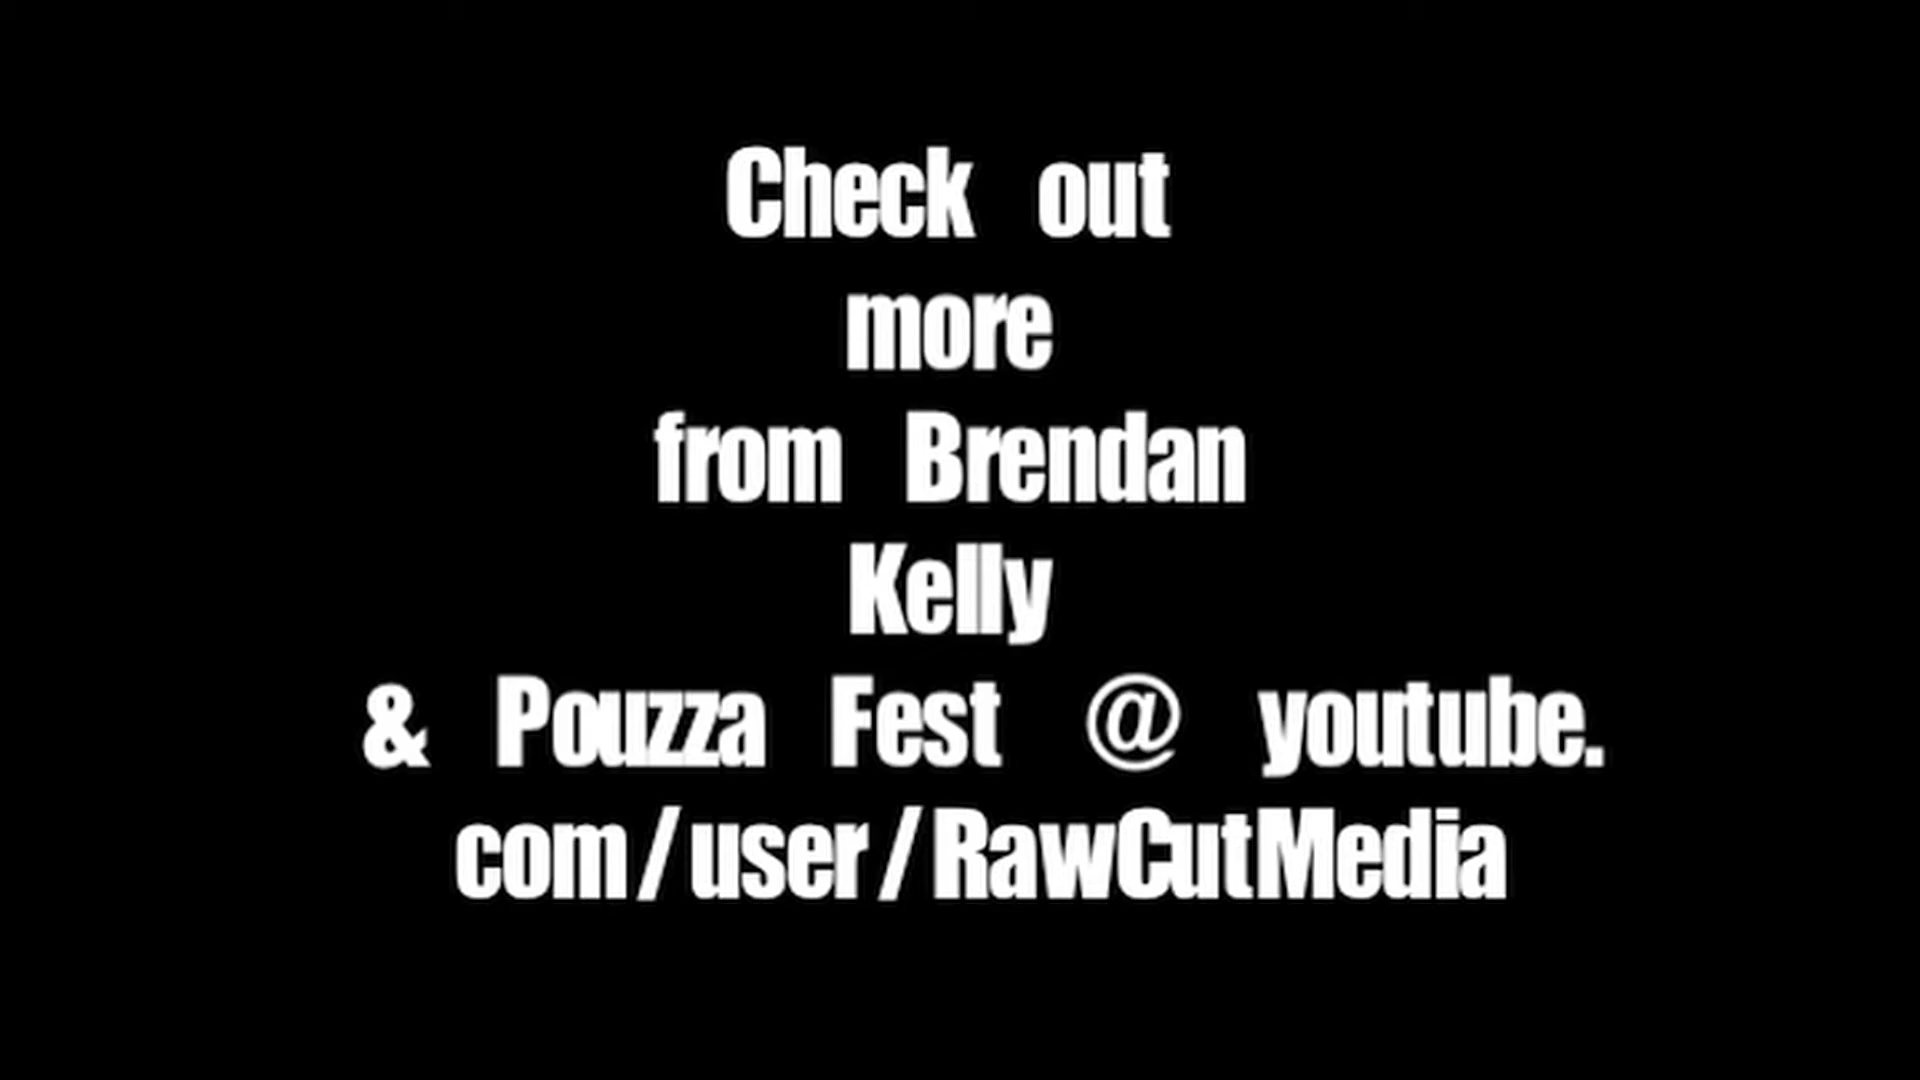 Check out
more
from Brendan
Kelly
& Pouzza Fest @ youtube.
com/user/RawCutMedia